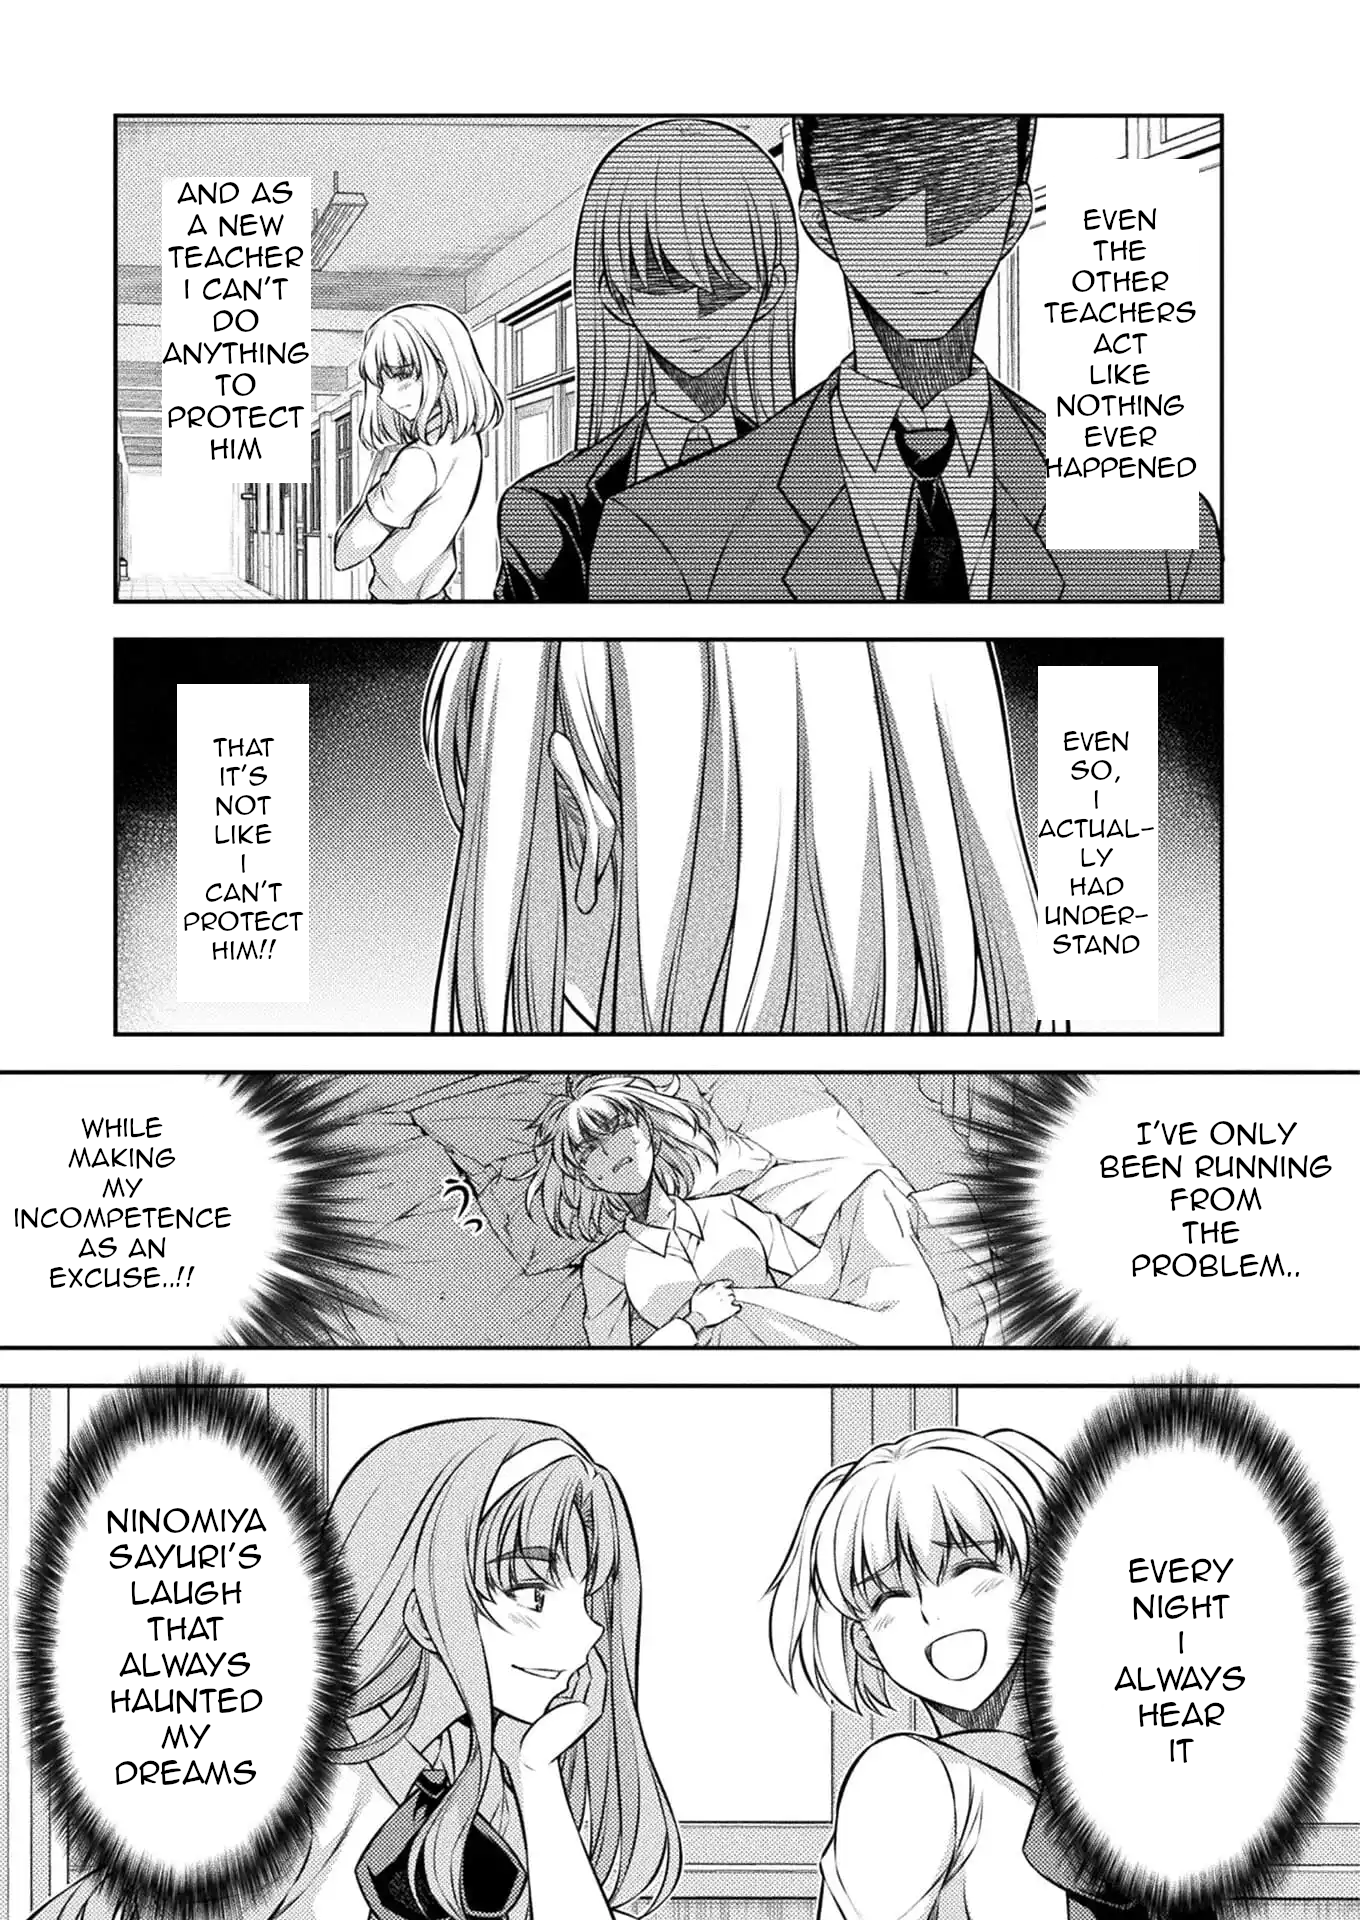 EVEN
THE
OTHER
TEACHERS
ACT
LIKE
NOTHING
EVER
HAPPENED
AND AS
A NEW
TEACHER
I CAN'T
DO
ANYTHING
TO
PROTECT
HIM
EVEN
SO,
I
ACTUAL-
LY
HAD
UNDER-
STAND
THAT
IT'S
NOT
LIKE
I
CAN'T
PROTECT
HIM!!
I'VE ONLY
BEEN RUNNING
FROM
THE
PROBLEM..
うっ
WHILE
MAKING
MY
INCOMPETENCE
AS AN
EXCUSE..!!
EVERY
NIGHT
I
ALWAYS
HEAR
IT
NINOMIYA
SAYURI'S
LAUGH
THAT
ALWAYS
HAUNTED
MY
DREAMS